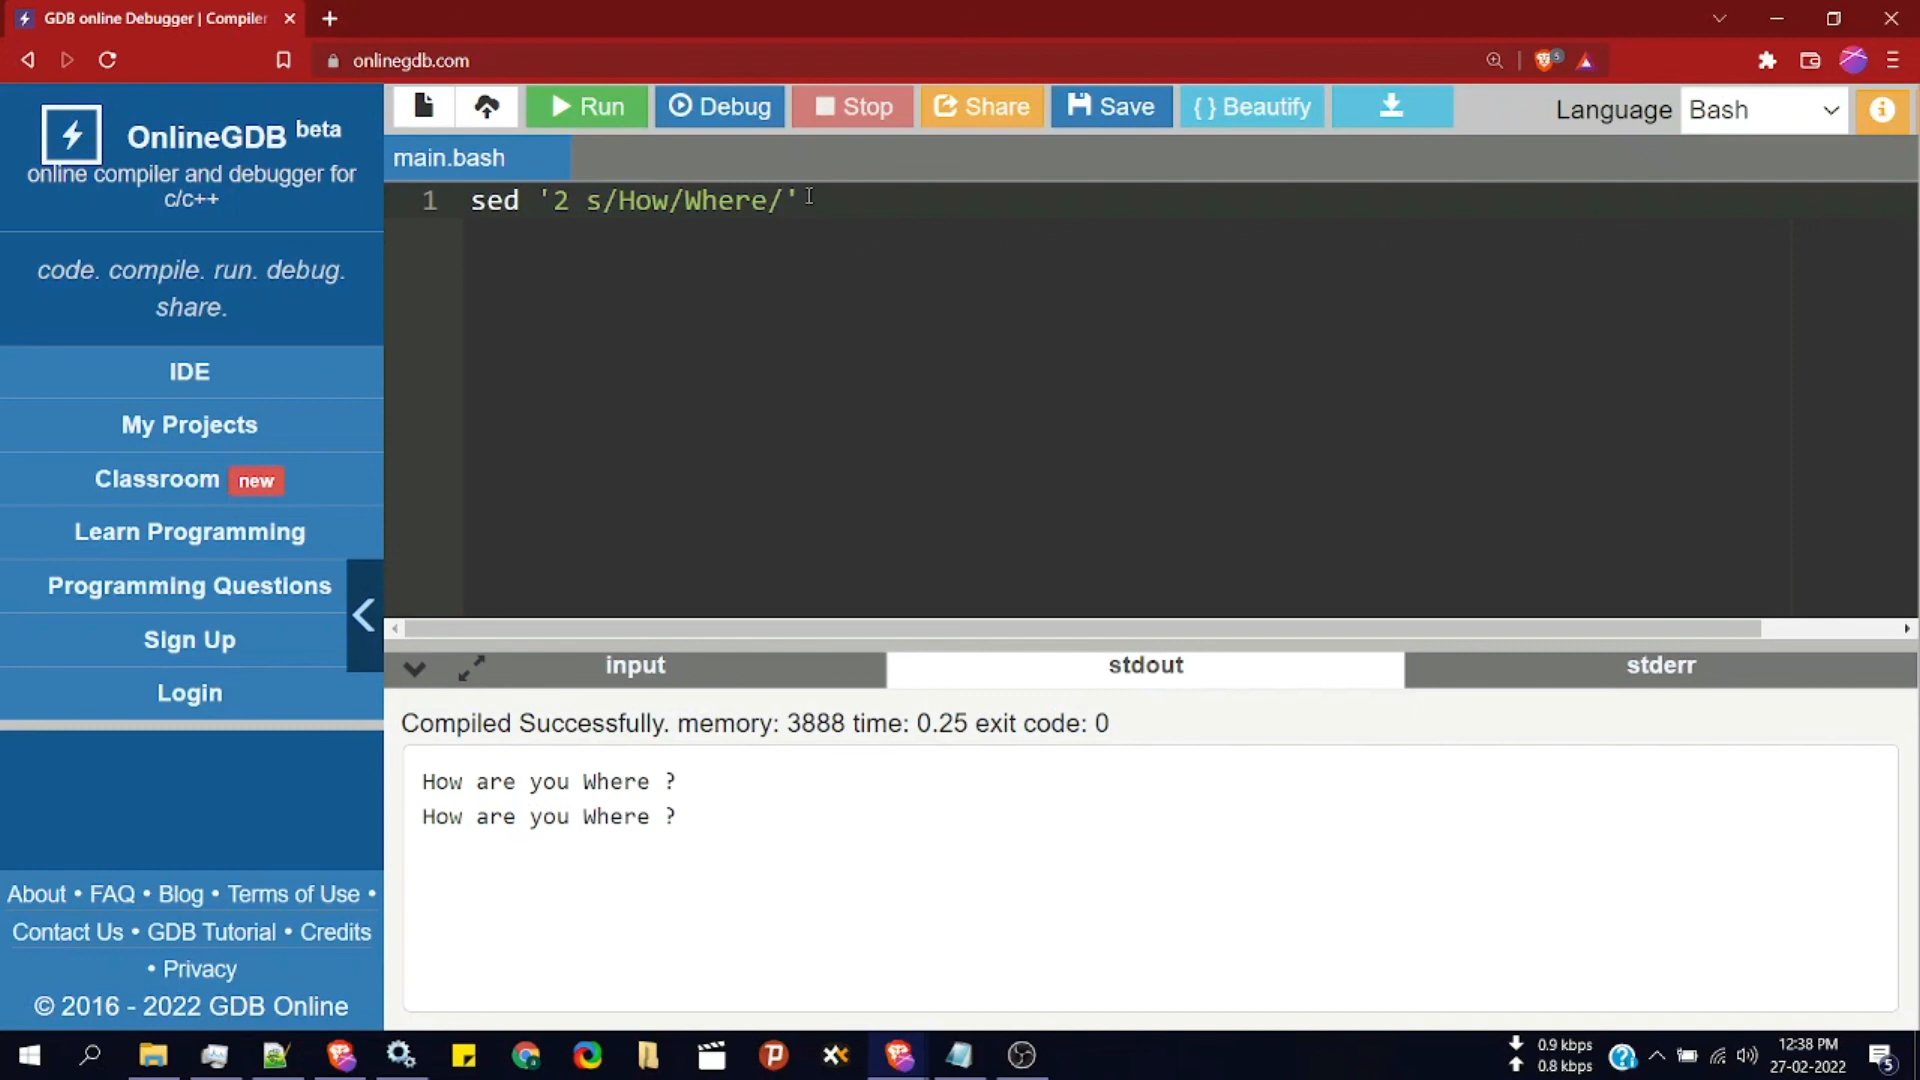 GDB online Debugger | Compiler
onlinegdb.com
5
OnlineGDB beta
online compiler and debugger for
c/c++
code. compile. run. debug.
share.
IDE
My Projects
Classroom new
Learn Programming
Programming Questions
Sign Up
Login
About • FAQ • Blog • Terms of Use •
Contact Us • GDB Tutorial • Credits
• Privacy
© 2016 - 2022 GDB Online
Run Debug Stop Share Save { } Beautify Language Bash
main.bash
1 sed '2 s/How/Where/'
input stdout stderr
Compiled Successfully. memory: 3888 time: 0.25 exit code: 0
How are you Where ?
How are you Where ?
0.9 kbps
0.8 kbps
12:38 PM
27-02-2022
5